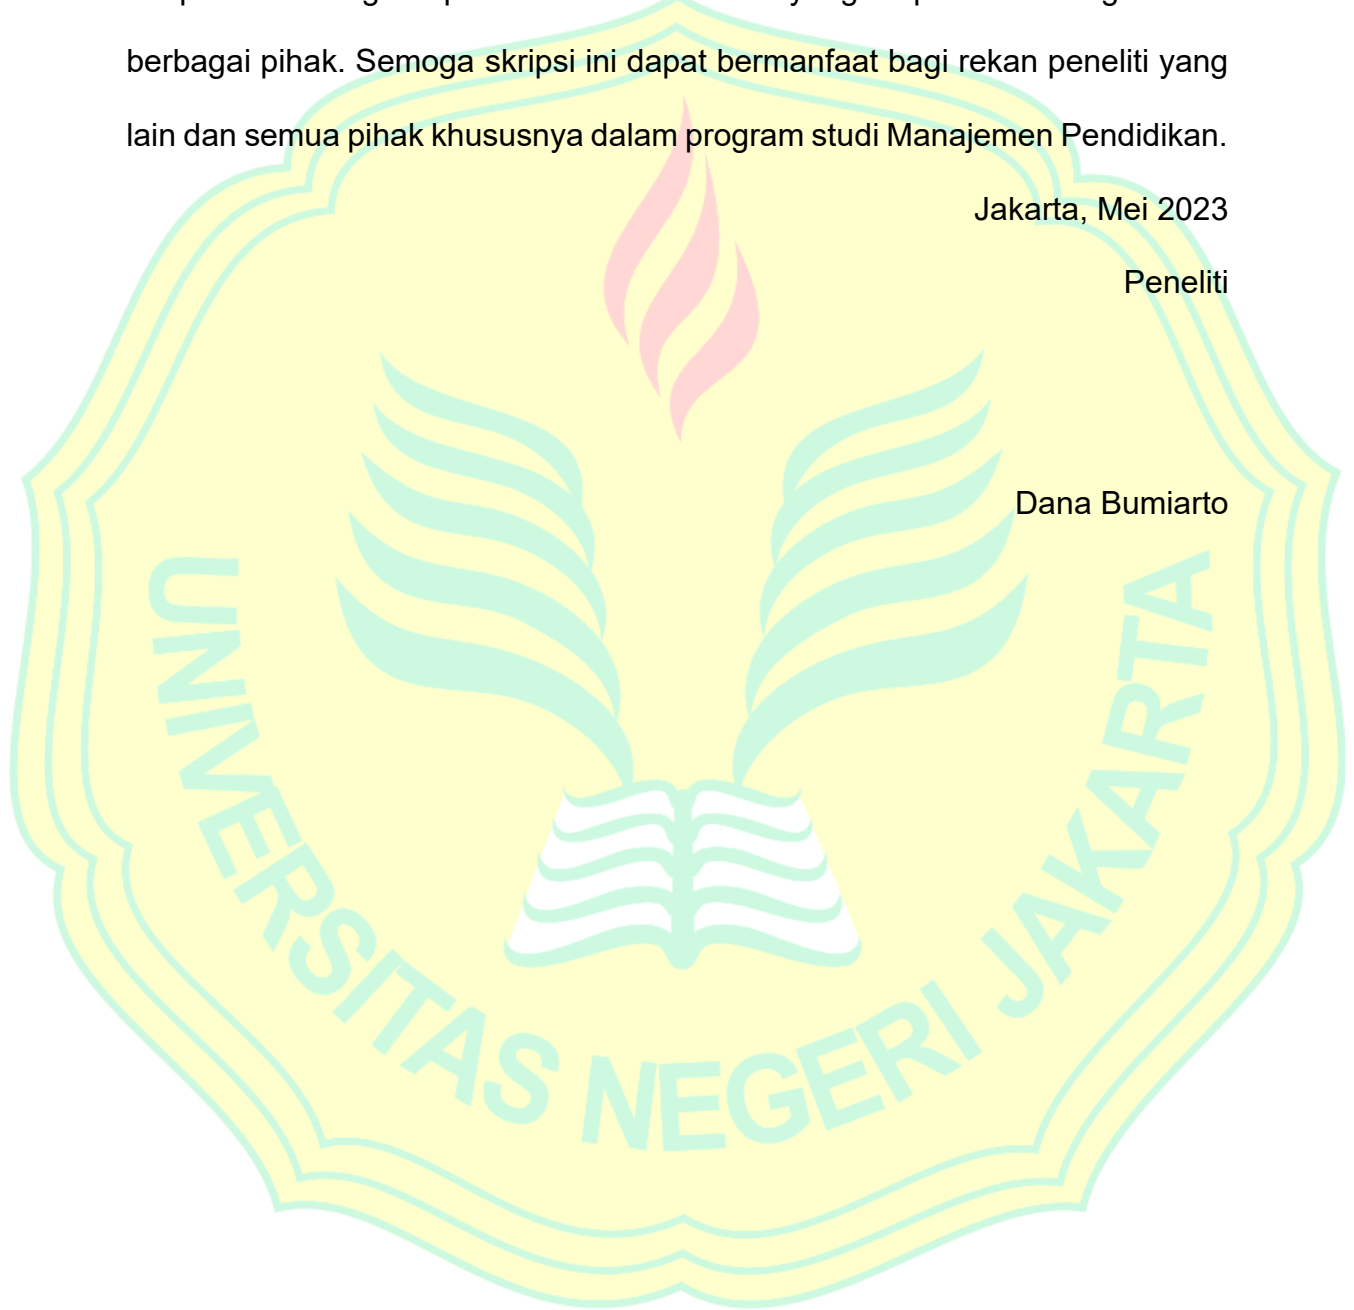 berbagai pihak. Semoga skripsi ini dapat bermanfaat bagi rekan peneliti yang
lain dan semua pihak khususnya dalam program studi Manajemen Pendidikan.
Jakarta, Mei 2023
Peneliti
Dana Bumiarto
UNIVERSITAS NEGERI JAKARTA